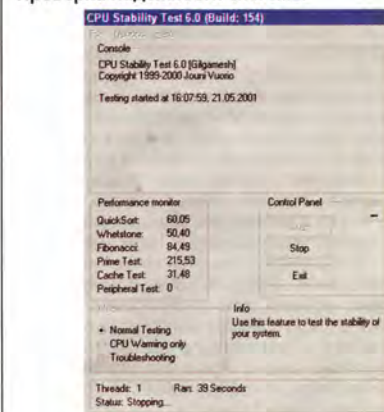 CPU Stability Test 6.0 (Build: 154)
Console
CPU Stability Test 6.0 [Gilgamesh]
Copyright 1999-2000 Jouni Vuorio
Testing started at 16:07:59, 21.05.2001
Performance monitor
QuickSort: 60,05
Whetstone: 50,40
Fibonacci: 84,49
Prime Test: 215,53
Cache Test: 31,48
Peripheral Test: 0
Control Panel
Stop
Exit
Normal Testing
CPU Warning only
Troubleshooting
Info
Use this feature to test the stability of
your system.
Threads: 1 Ran: 39 Seconds
Status: Stopping...